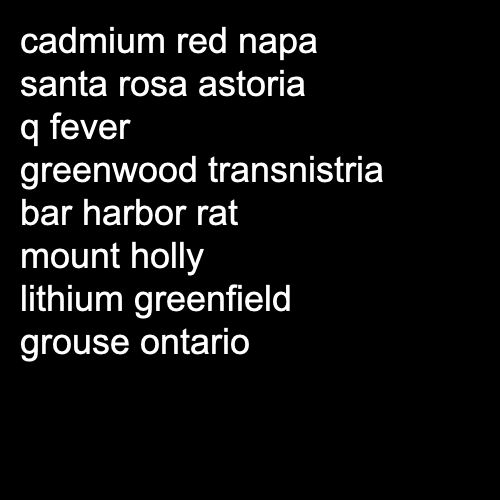 cadmium red napa
santa rosa astoria
q fever
greenwood transnistria
bar harbor rat
mount holly
lithium greenfield
grouse ontario